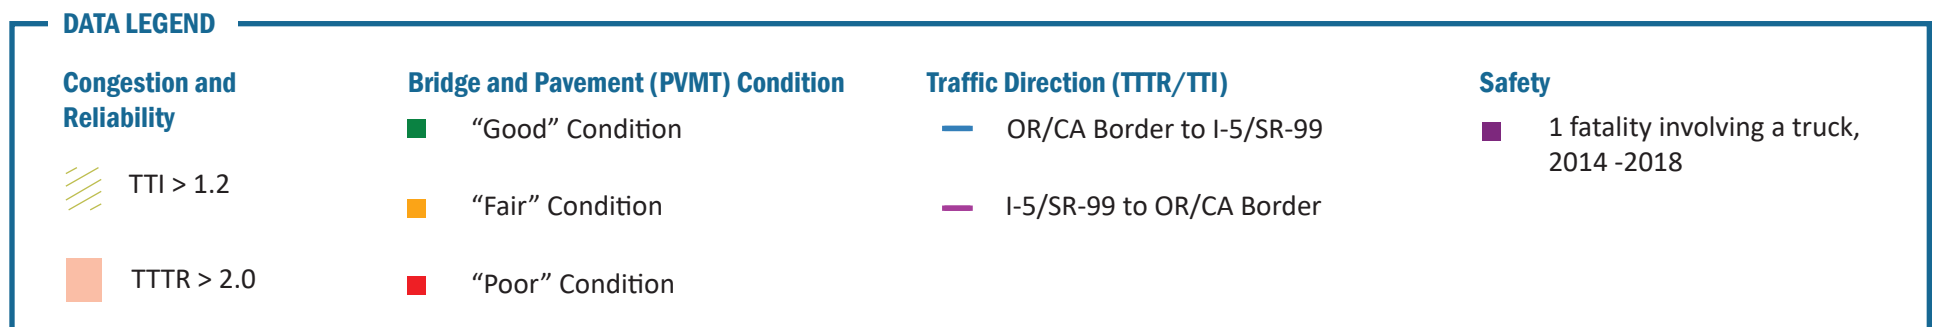 DATA LEGEND
Congestion and
Reliability
TTI > 1.2
TTTR > 2.0
Bridge and Pavement (PVMT) Condition
“Good” Condition
“Fair” Condition
“Poor” Condition
Traffic Direction (TTTR/TTI)
OR/CA Border to I-5/SR-99
I-5/SR-99 to OR/CA Border
Safety
1 fatality involving a truck,
2014 -2018